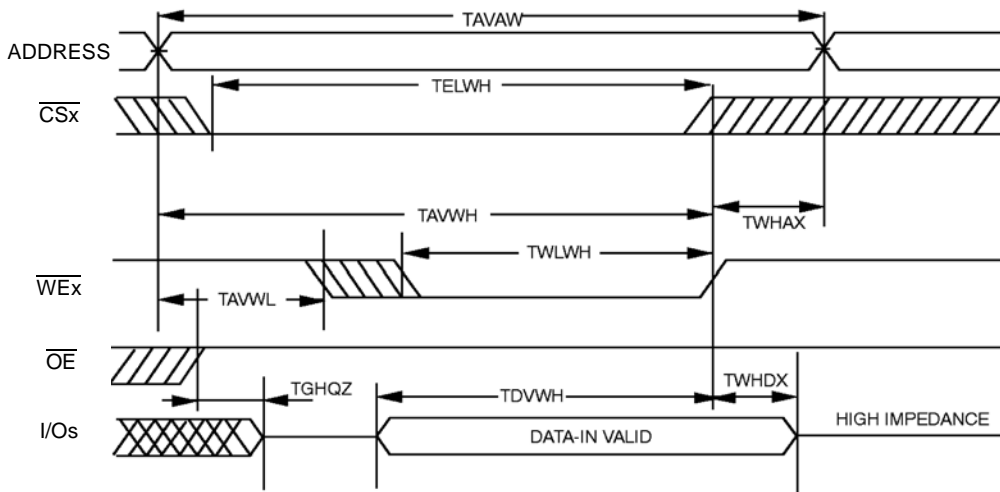 TAVAW
ADDRESS
TELWH
CSx
TAVWH
TWHAX
TWLWH
WEx
TAVWL
OE
TGHQZ
TDVWH
TWHDX
I/Os
DATA-IN VALID
HIGH IMPEDANCE